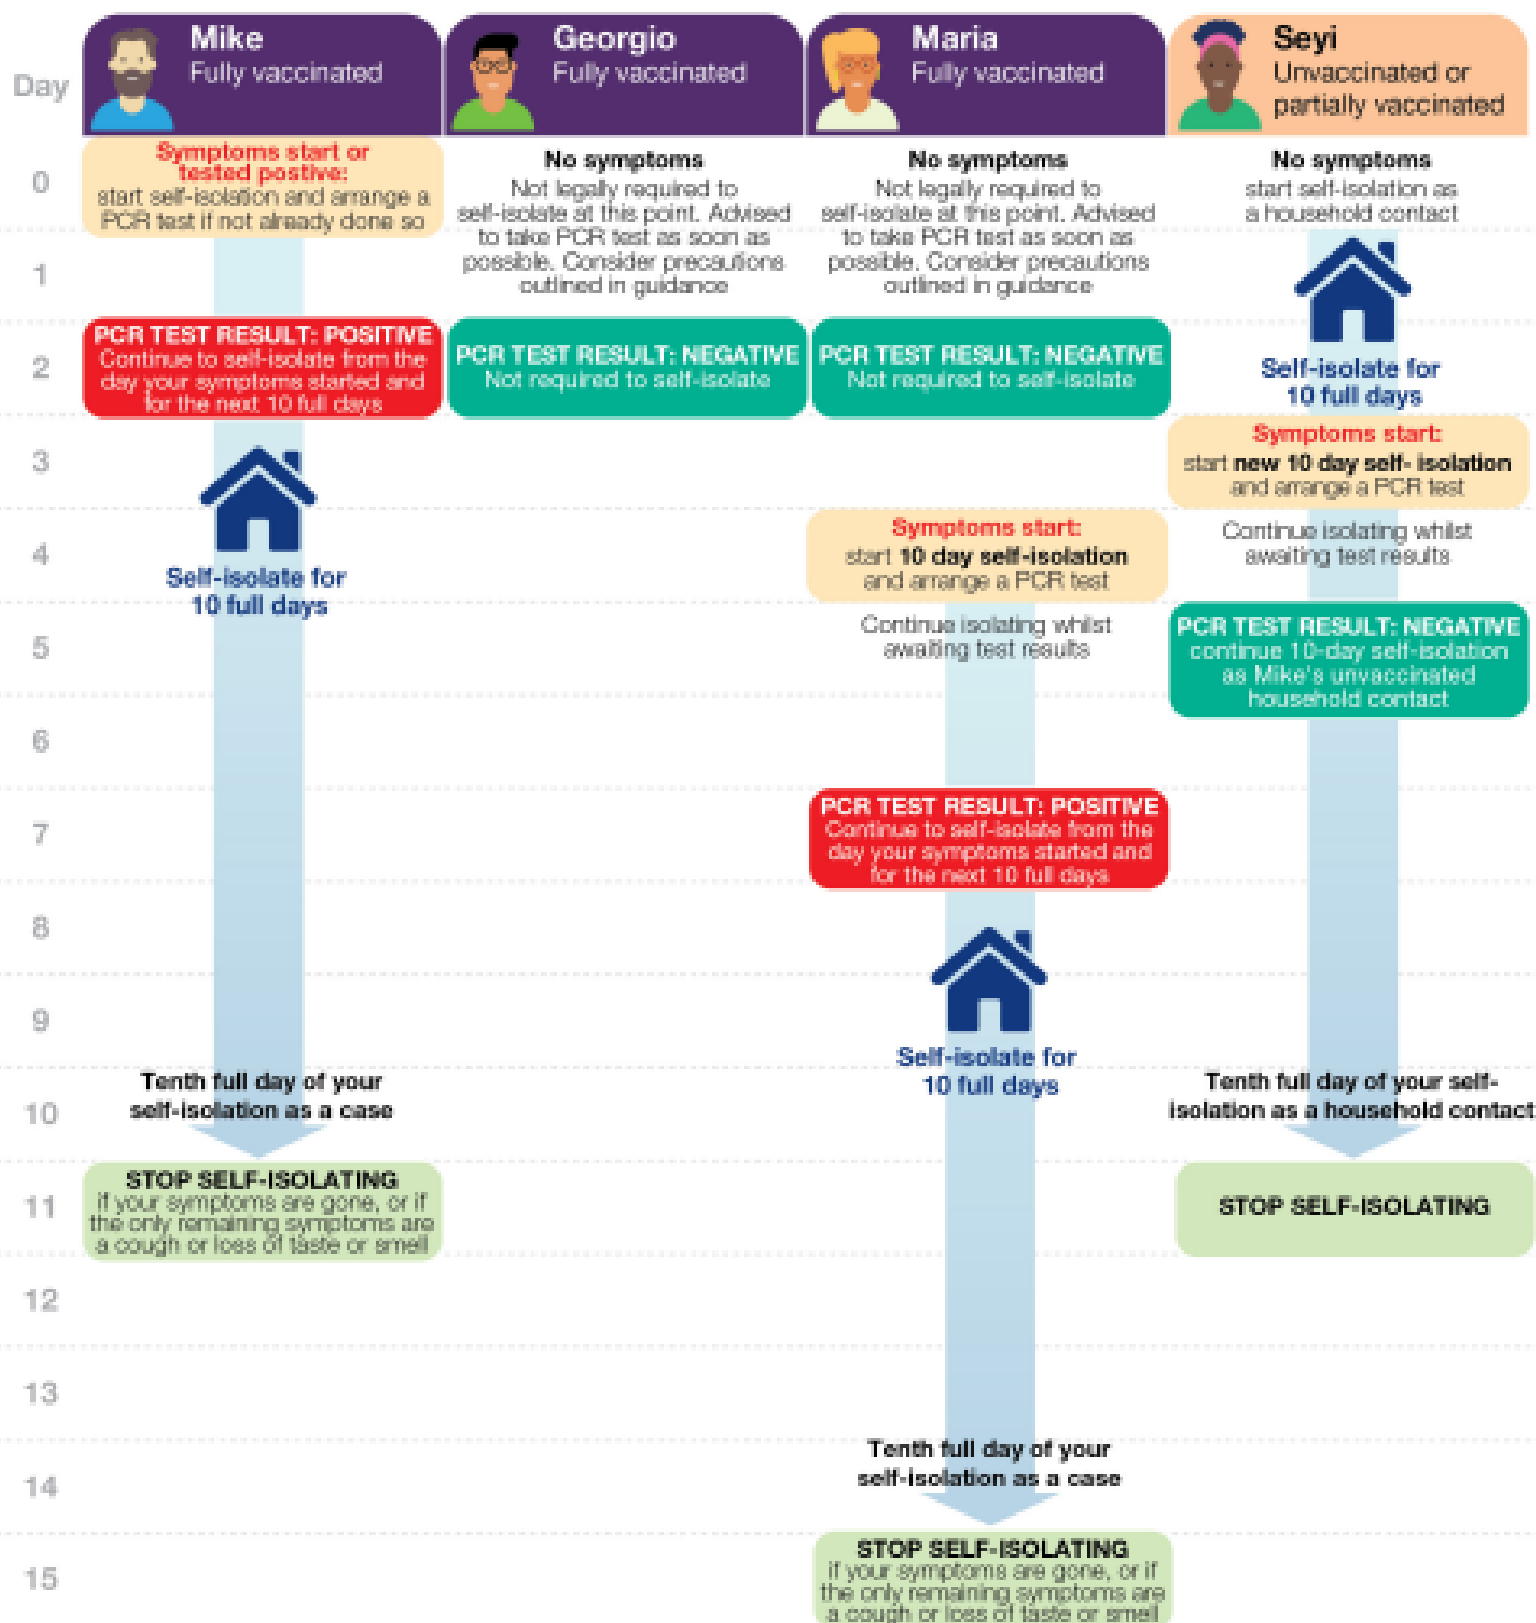 Day
Mike
Fully vaccinated
Georgio
Fully vaccinated
Maria
Fully vaccinated
Seyi
Unvaccinated or
partially vaccinated
0
Symptoms start or
tested postive:
start self-isolation and arrange a
PCR test if not already done so
No symptoms
Not legally required to
self-isolate at this point. Advised
to take PCR test as soon as
possible. Consider precautions
outlined in guidance
No symptoms
Not legally required to
self-isolate at this point. Advised
to take PCR test as soon as
possible. Consider precautions
outlined in guidance
No symptoms
start self-isolation as
a household contact
1
2
PCR TEST RESULT: POSITIVE
Continue to self-isolate from the
day your symptoms started and
for the next 10 full days
PCR TEST RESULT: NEGATIVE
Not required to self-isolate
PCR TEST RESULT: NEGATIVE
Not required to self-isolate
Self-isolate for
10 full days
3
Symptoms start:
start new 10 day self- isolation
and arrange a PCR test
4
Self-isolate for
10 full days
Symptoms start:
start 10 day self-isolation
and arrange a PCR test
Continue isolating whilst
awaiting test results
5
Continue isolating whilst
awaiting test results
PCR TEST RESULT: NEGATIVE
continue 10-day self-isolation
as Mike's unvaccinated
household contact
6
7
PCR TEST RESULT: POSITIVE
Continue to self-isolate from the
day your symptoms started and
for the next 10 full days
8
9
Self-isolate for
10 full days
10
Tenth full day of your
self-isolation as a case
Tenth full day of your self-
isolation as a household contact
11
STOP SELF-ISOLATING
if your symptoms are gone, or if
the only remaining symptoms are
a cough or loss of taste or smell
STOP SELF-ISOLATING
12
13
14
Tenth full day of your
self-isolation as a case
15
STOP SELF-ISOLATING
if your symptoms are gone, or if
the only remaining symptoms are
a cough or loss of taste or smell